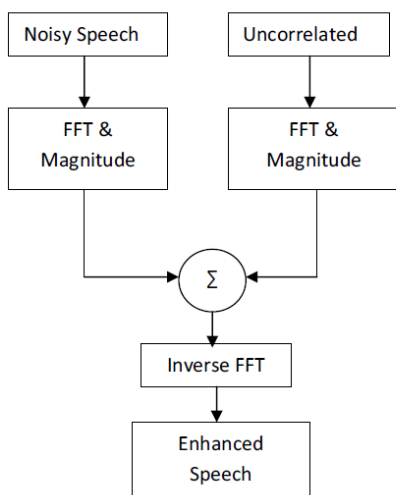 Noisy Speech
Uncorrelated
FFT &
Magnitude
FFT &
Magnitude
Σ
Inverse FFT
Enhanced
Speech